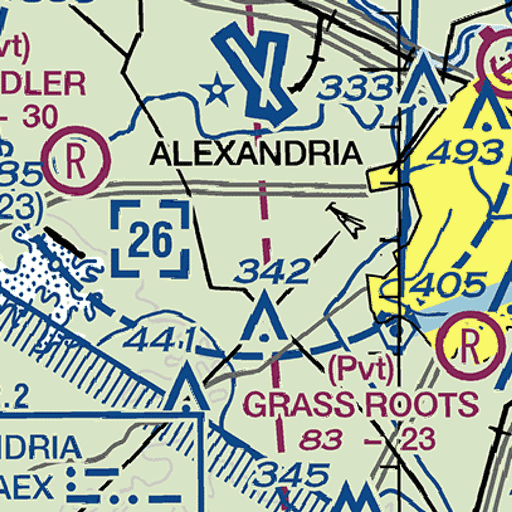 vt)
DLER
- 30
R
333
493
ALEXANDRIA
85
23)
26
342
405
441
R
(Pvt)
GRASS ROOTS
83 - 23
.2
NDRIA
AEX
345